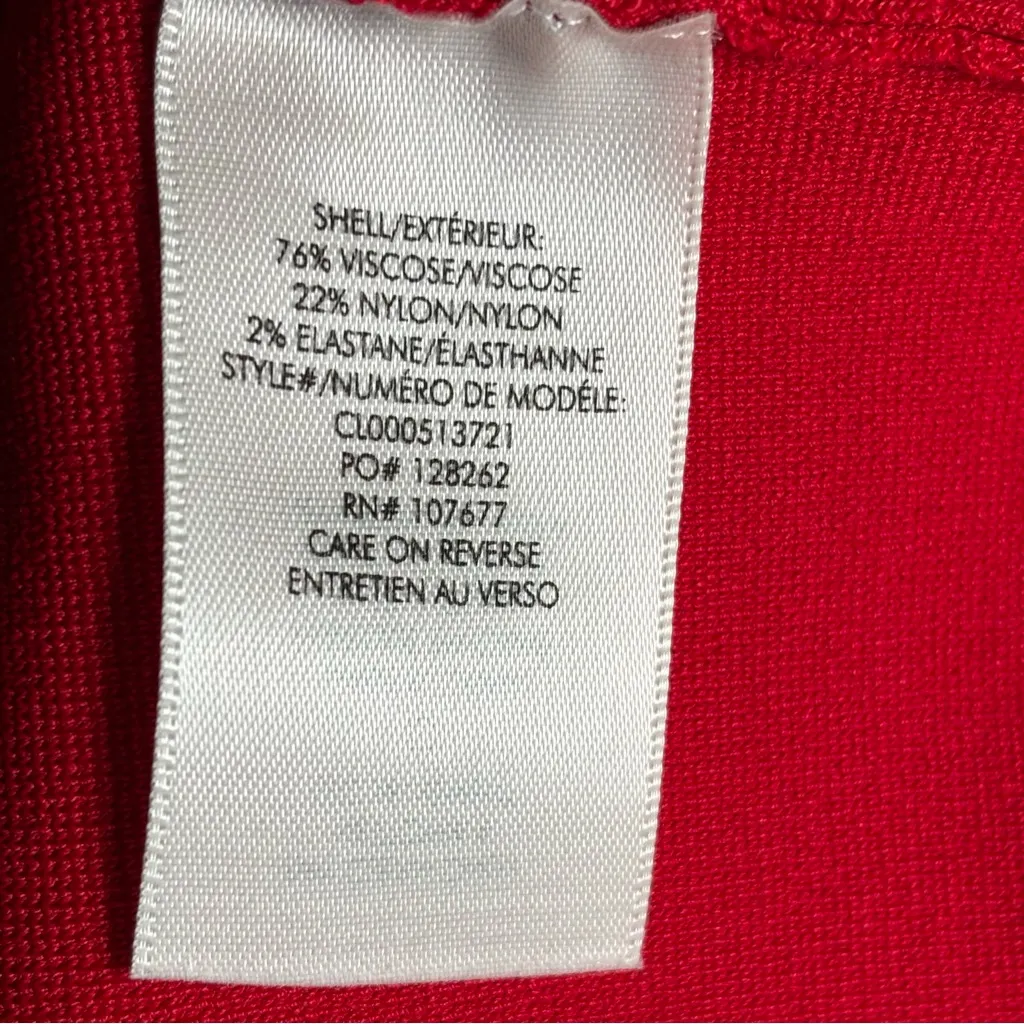 SHELL/EXTÉRIEUR:
76% VISCOSE/VISCOSE
22% NYLON/NYLON
2% ELASTANE/ÉLASTHANNE
STYLE#/NUMÉRO DE MODÉLE:
CL000513721
PO# 128262
RN# 107677
CARE ON REVERSE
ENTRETIEN AU VERSO